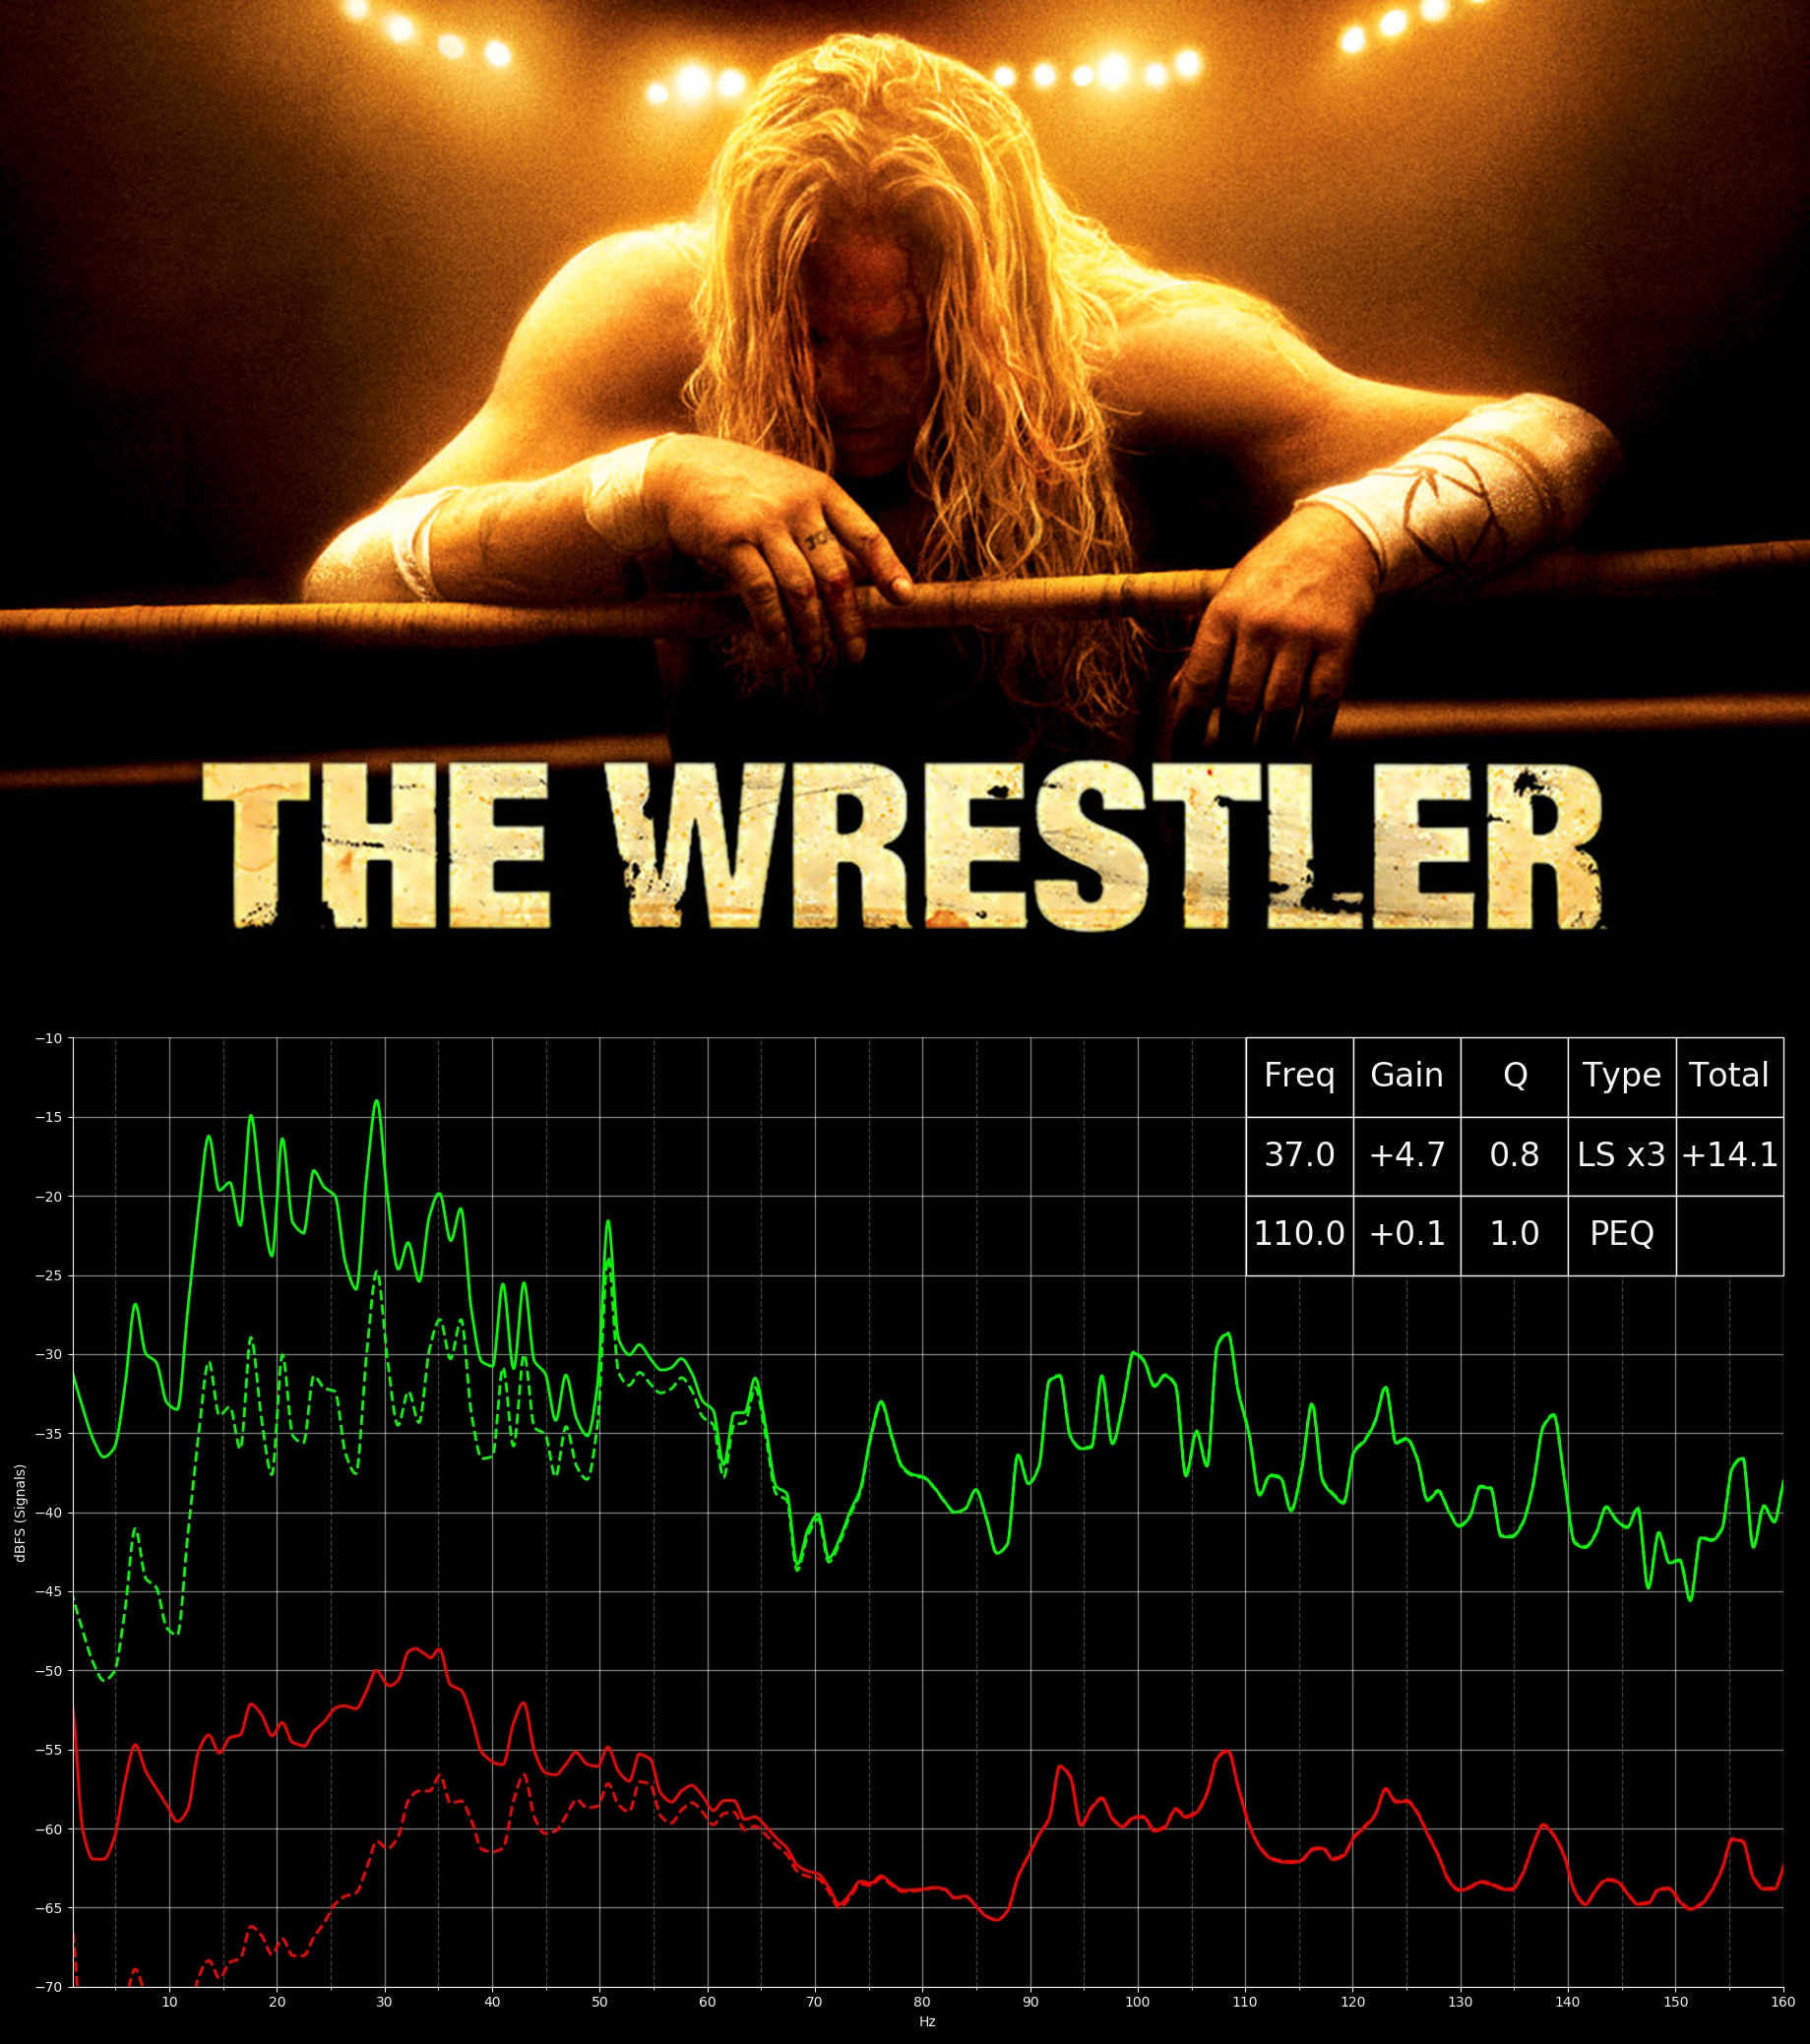 THE WRESTLER
Freq Gain Q Type Total
37.0 +4.7 0.8 LS x3 +14.1
110.0 +0.1 1.0 PEQ
−10
−15
−20
−25
−30
−35
−40
−45
−50
−55
−60
−65
−70
dBFS (Signals)
10 20 30 40 50 60 70 80 90 100 110 120 130 140 150 160
Hz